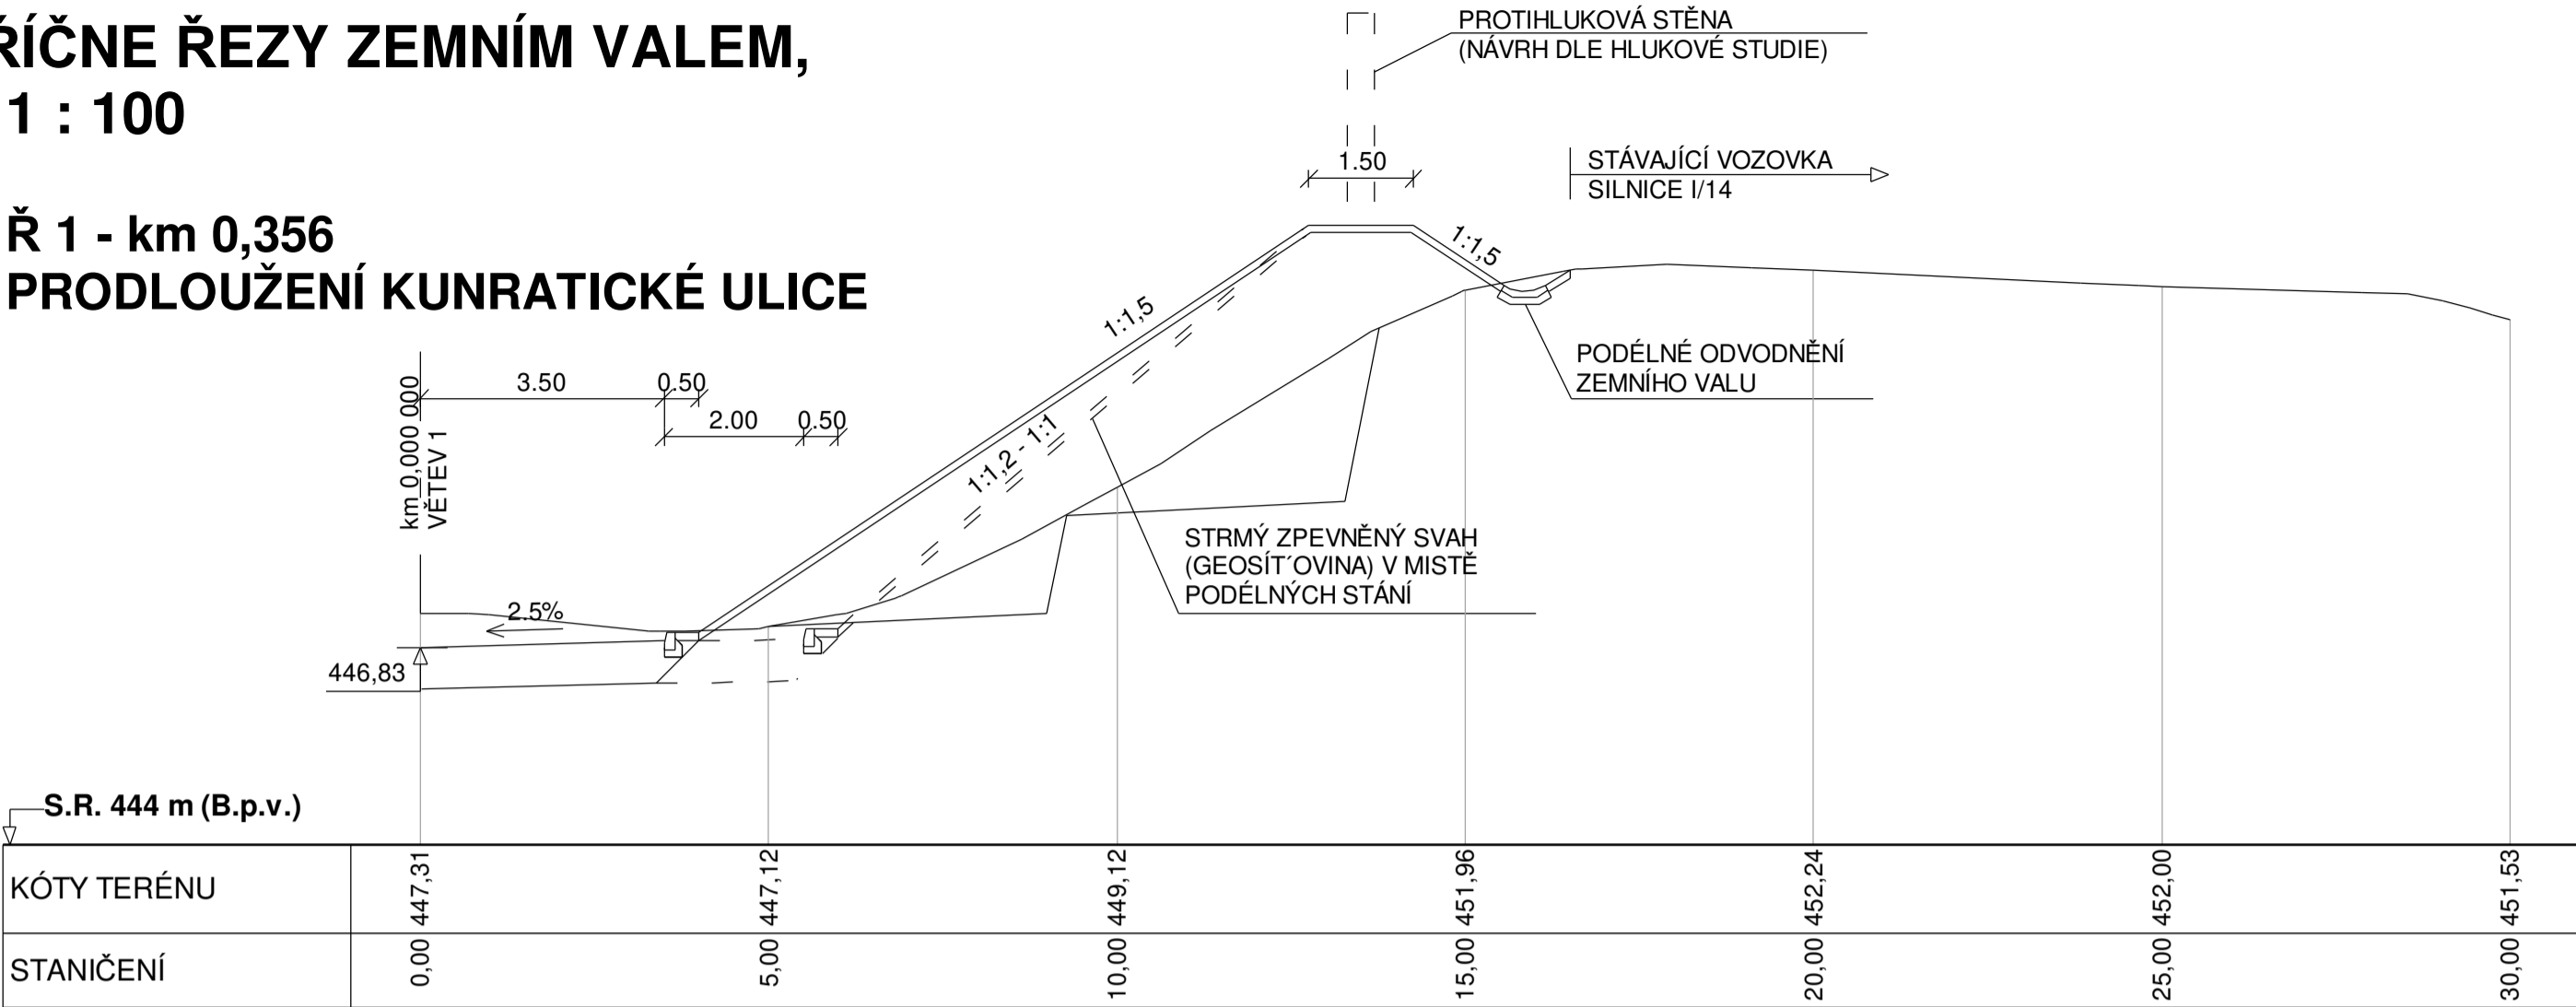 ŘÍČNE ŘEZY ZEMNÍM VALEM,
1 : 100
Ř 1 - km 0,356
PRODLOUŽENÍ KUNRATICKÉ ULICE
PROTIHLUKOVÁ STĚNA
(NÁVRH DLE HLUKOVÉ STUDIE)
1.50
STÁVAJÍCÍ VOZOVKA
SILNICE I/14
1:1,5
1:1,5
PODÉLNÉ ODVODNĚNÍ
ZEMNÍHO VALU
3.50
0.50
2.00
0.50
km 0,000 000
VĚTEV 1
1:1,2 - 1:1
STRMÝ ZPEVNĚNÝ SVAH
(GEOSÍT´OVINA) V MISTĚ
PODÉLNÝCH STÁNÍ
2.5%
446,83
S.R. 444 m (B.p.v.)
KÓTY TERÉNU 447,31 447,12 449,12 451,96 452,24 452,00 451,53
STANIČENÍ 0,00 5,00 10,00 15,00 20,00 25,00 30,00